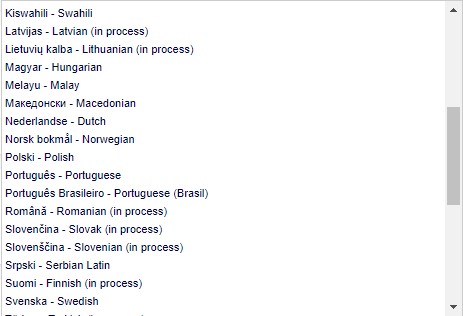 Kiswahili - Swahili
Latvijas - Latvian (in process)
Lietuvių kalba - Lithuanian (in process)
Magyar - Hungarian
Melayu - Malay
Македонски - Macedonian
Nederlandse - Dutch
Norsk bokmål - Norwegian
Polski - Polish
Português - Portuguese
Português Brasileiro - Portuguese (Brasil)
Română - Romanian (in process)
Slovenčina - Slovak (in process)
Slovenščina - Slovenian (in process)
Srpski - Serbian Latin
Suomi - Finnish (in process)
Svenska - Swedish